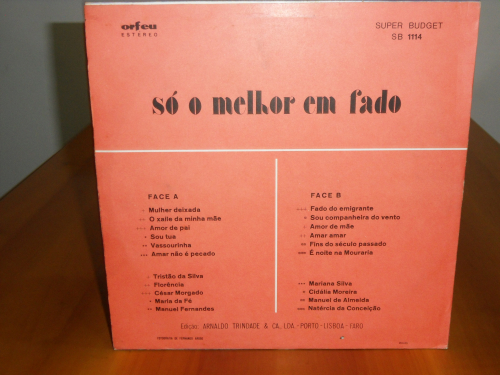 orfeu
ESTEREO
SUPER BUDGET
SB 1114
só o melhor em fado
FACE A
Mulher deixada
O xaile da minha mãe
Amor de pai
Sou tua
Vassourinha
Amar não é pecado
Tristão da Silva
Florência
César Morgado
Maria da Fé
Manuel Fernandes
FACE B
Fado do emigrante
Sou companheira do vento
Amor de mãe
Amar amar
Fins do século passado
É noite na Mouraria
Mariana Silva
Cidália Moreira
Manuel de Almeida
Natércia da Conceição
Edição: ARNALDO TRINDADE & CA. LDA.-PORTO-LISBOA-FARO